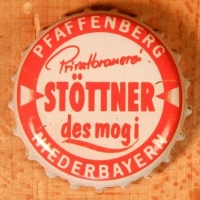 PFAFFENBERG
Privatbrauerei
STÖTTNER
des mog i
NIEDERBAYERN